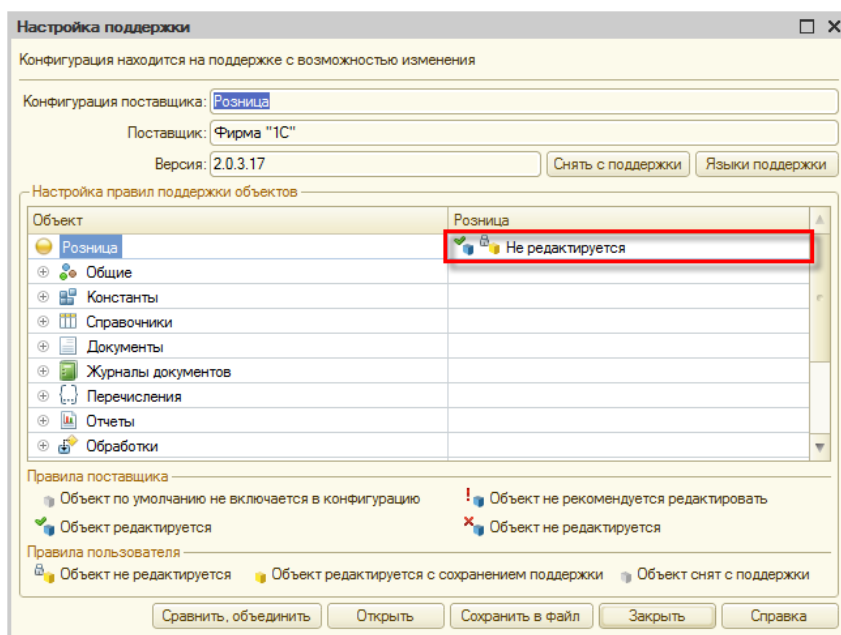 Настройка поддержки
Конфигурация находится на поддержке с возможностью изменения
Конфигурация поставщика: Розница
Поставщик: Фирма "1С"
Версия: 2.0.3.17 Снять с поддержки Языки поддержки
Настройка правил поддержки объектов
Объект Розница
Розница Не редактируется
Общие
Константы
Справочники
Документы
Журналы документов
Перечисления
Отчеты
Обработки
Правила поставщика
Объект по умолчанию не включается в конфигурацию Объект не рекомендуется редактировать
Объект редактируется Объект не редактируется
Правила пользователя
Объект не редактируется Объект редактируется с сохранением поддержки Объект снят с поддержки
Сравнить, объединить Открыть Сохранить в файл Закрыть Справка